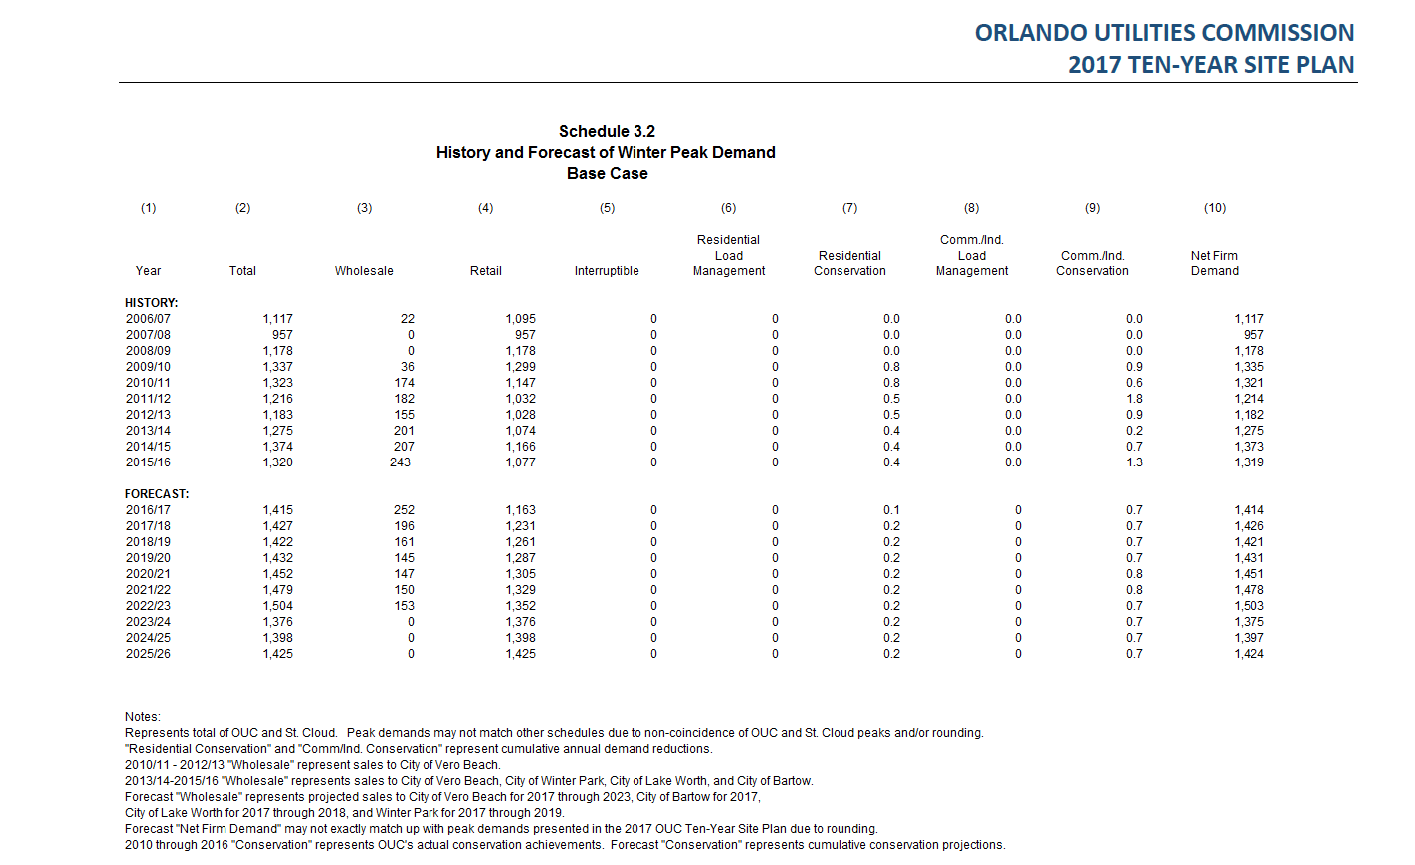 ORLANDO UTILITIES COMMISSION
2017 TEN-YEAR SITE PLAN
Schedule 3.2
History and Forecast of Winter Peak Demand
Base Case
(1) (2) (3) (4) (5) (6) (7) (8) (9) (10)
Residential Comm./Ind.
Load Residential Load Comm./Ind. Net Firm
Year Total Wholesale Retail Interruptible Management Conservation Management Conservation Demand
HISTORY:
2006/07 1,117 22 1,095 0 0 0.0 0.0 0.0 1,117
2007/08 957 0 957 0 0 0.0 0.0 0.0 957
2008/09 1,178 0 1,178 0 0 0.0 0.0 0.0 1,178
2009/10 1,337 36 1,299 0 0 0.8 0.0 0.9 1,335
2010/11 1,323 174 1,147 0 0 0.8 0.0 0.6 1,321
2011/12 1,216 182 1,032 0 0 0.5 0.0 1.8 1,214
2012/13 1,183 155 1,028 0 0 0.5 0.0 0.9 1,182
2013/14 1,275 201 1,074 0 0 0.4 0.0 0.2 1,275
2014/15 1,374 207 1,166 0 0 0.4 0.0 0.7 1,373
2015/16 1,320 243 1,077 0 0 0.4 0.0 1.3 1,319
FORECAST:
2016/17 1,415 252 1,163 0 0 0.1 0 0.7 1,414
2017/18 1,427 196 1,231 0 0 0.2 0 0.7 1,426
2018/19 1,422 161 1,261 0 0 0.2 0 0.7 1,421
2019/20 1,432 145 1,287 0 0 0.2 0 0.7 1,431
2020/21 1,452 147 1,305 0 0 0.2 0 0.8 1,451
2021/22 1,479 150 1,329 0 0 0.2 0 0.8 1,478
2022/23 1,504 153 1,352 0 0 0.2 0 0.7 1,503
2023/24 1,376 0 1,376 0 0 0.2 0 0.7 1,375
2024/25 1,398 0 1,398 0 0 0.2 0 0.7 1,397
2025/26 1,425 0 1,425 0 0 0.2 0 0.7 1,424
Notes:
Represents total of OUC and St. Cloud. Peak demands may not match other schedules due to non-coincidence of OUC and St. Cloud peaks and/or rounding.
"Residential Conservation" and "Comm/Ind. Conservation" represent cumulative annual demand reductions.
2010/11 - 2012/13 "Wholesale" represent sales to City of Vero Beach.
2013/14-2015/16 "Wholesale" represents sales to City of Vero Beach, City of Winter Park, City of Lake Worth, and City of Bartow.
Forecast "Wholesale" represents projected sales to City of Vero Beach for 2017 through 2023, City of Bartow for 2017,
City of Lake Worth for 2017 through 2018, and Winter Park for 2017 through 2019.
Forecast "Net Firm Demand" may not exactly match up with peak demands presented in the 2017 OUC Ten-Year Site Plan due to rounding.
2010 through 2016 "Conservation" represents OUC's actual conservation achievements. Forecast "Conservation" represents cumulative conservation projections.